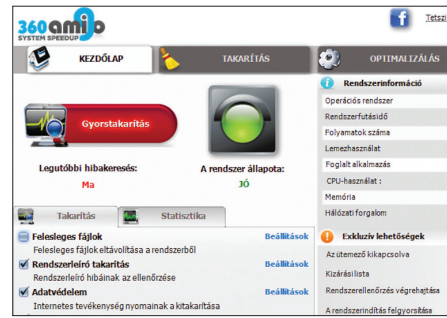 360 amigo
SYSTEM SPEEDUP
Tetszi
KEZDŐLAP
TAKARÍTÁS
OPTIMALIZÁLÁS
Gyorstakarítás
Legutóbbi hibakeresés:
Ma
A rendszer állapota:
JÓ
Takarítás
Statisztika
Felesleges fájlok
Beállítások
Felesleges fájlok eltávolítása a rendszerből
Rendszerleíró takarítás
Beállítások
Rendszerleíró hibáinak az ellenőrzése
Adatvédelem
Beállítások
Internetes tevékenység nyomainak a kitakarítása
Rendszerinformáció
Operációs rendszer
Rendszerfutásidő
Folyamatok száma
Lemezhasználat
Foglalt alkalmazás
CPU-használat :
Memória
Hálózati forgalom
Exkluzív lehetőségek
Az ütemező kikapcsolva
Kizárási lista
Rendszerellenőrzés végrehajtása
A rendszerindítás felgyorsítása